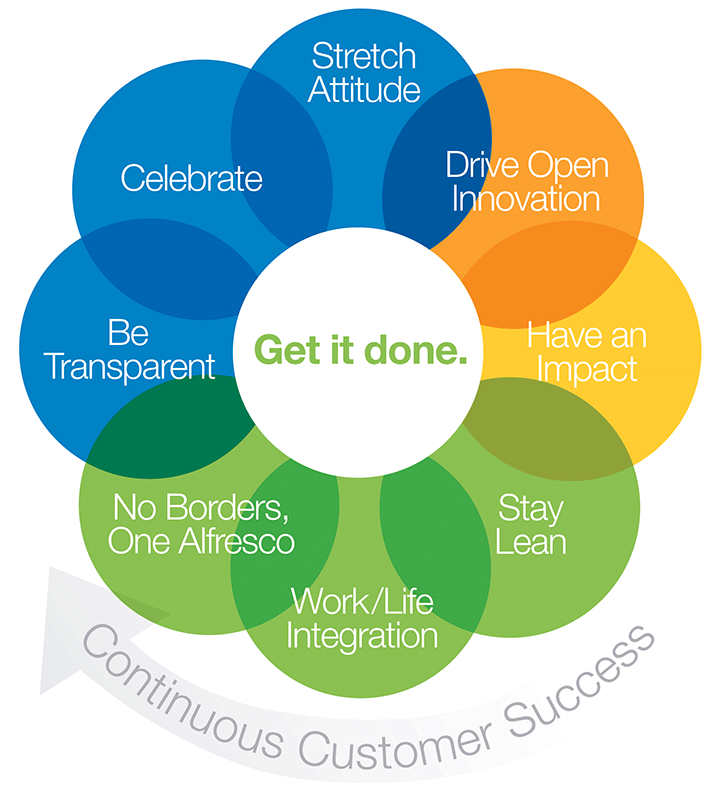 Stretch
Attitude
Drive Open
Innovation
Have an
Impact
Stay
Lean
Work/Life
Integration
No Borders,
One Alfresco
Be
Transparent
Celebrate
Get it done.
Continuous Customer Success